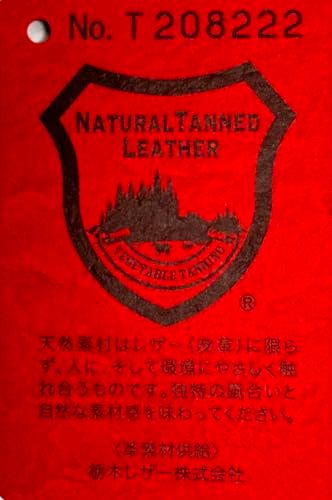 No. T 208222
NATURALTANNED
LEATHER
VEGETABLE TANNING
®
天然素材はレザー(皮革)に限ら
ず、人に、そして環境にやさしく触
れ合うものです。独特の風合いと
自然な素材感を味わってください。
〈革素材供給〉
栃木レザー株式会社